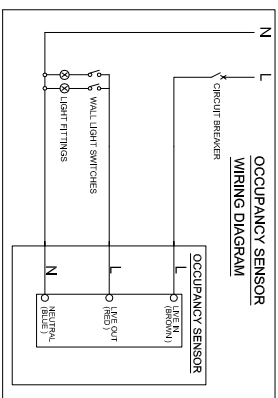 OCCUPANCY SENSOR
WIRING DIAGRAM
N
L
CIRCUIT BREAKER
WALL LIGHT SWITCHES
LIGHT FITTINGS
OCCUPANCY SENSOR
L
LIVE IN
(BROWN)
L
LIVE OUT
(RED)
N
NEUTRAL
(BLUE)